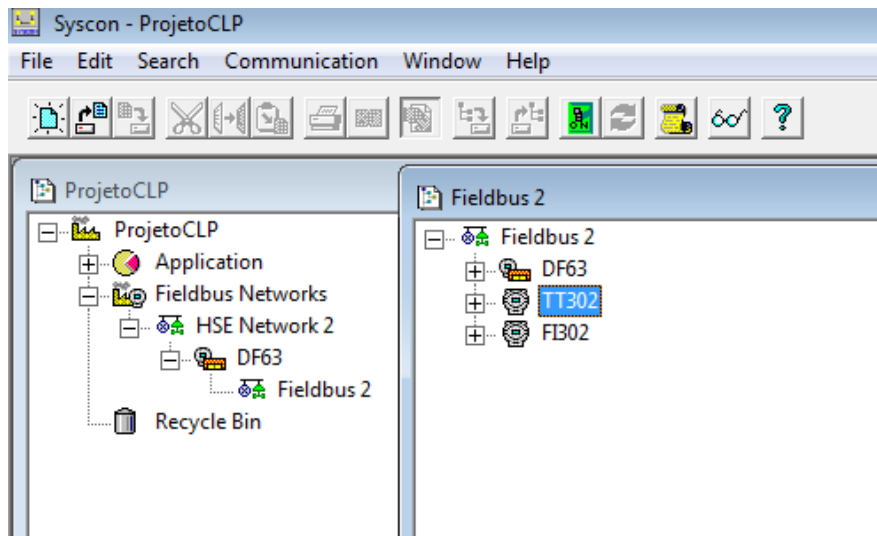 Syscon - ProjetoCLP
File Edit Search Communication Window Help
ProjetoCLP
ProjetoCLP
Application
Fieldbus Networks
HSE Network 2
DF63
Fieldbus 2
Recycle Bin
Fieldbus 2
Fieldbus 2
DF63
TT302
FI302